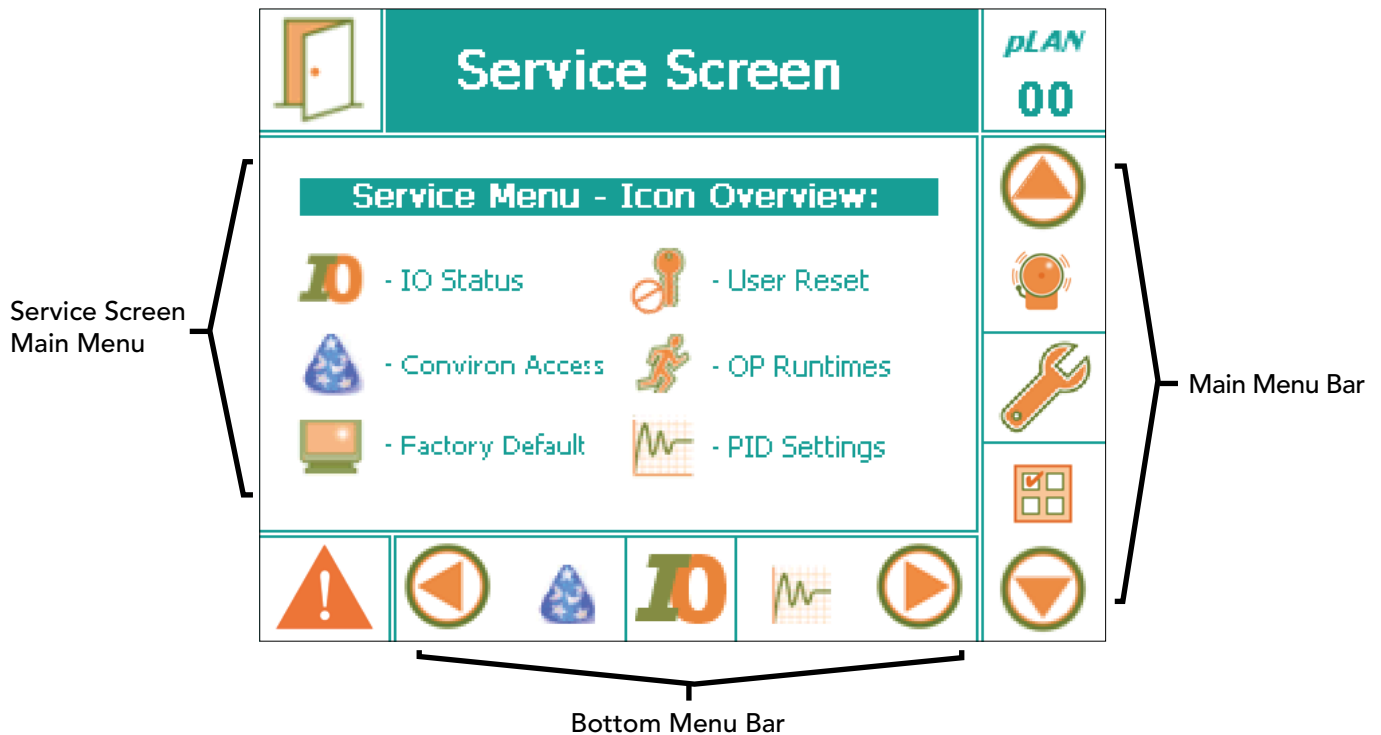 Service Screen
pLAN
00
Service Menu - Icon Overview:
IO - IO Status
- User Reset
- Conviron Access
- OP Runtimes
- Factory Default
- PID Settings
IO
Service Screen
Main Menu
Main Menu Bar
Bottom Menu Bar